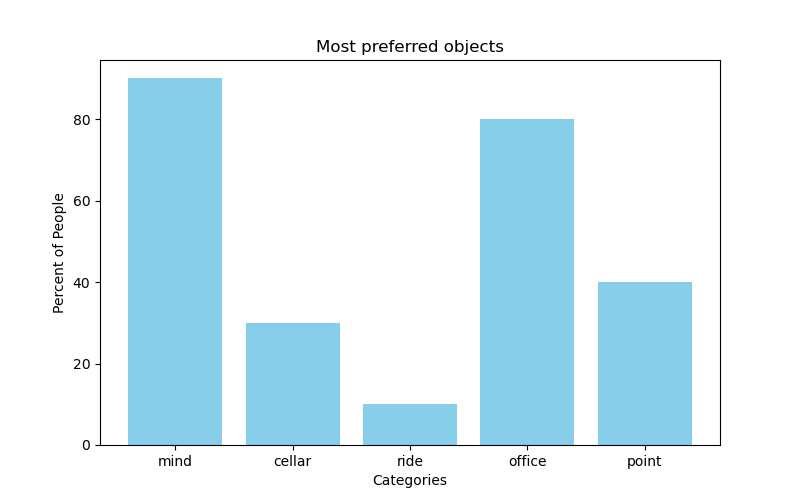 Most preferred objects
Percent of People
80
60
40
20
0
mind cellar ride office point
Categories